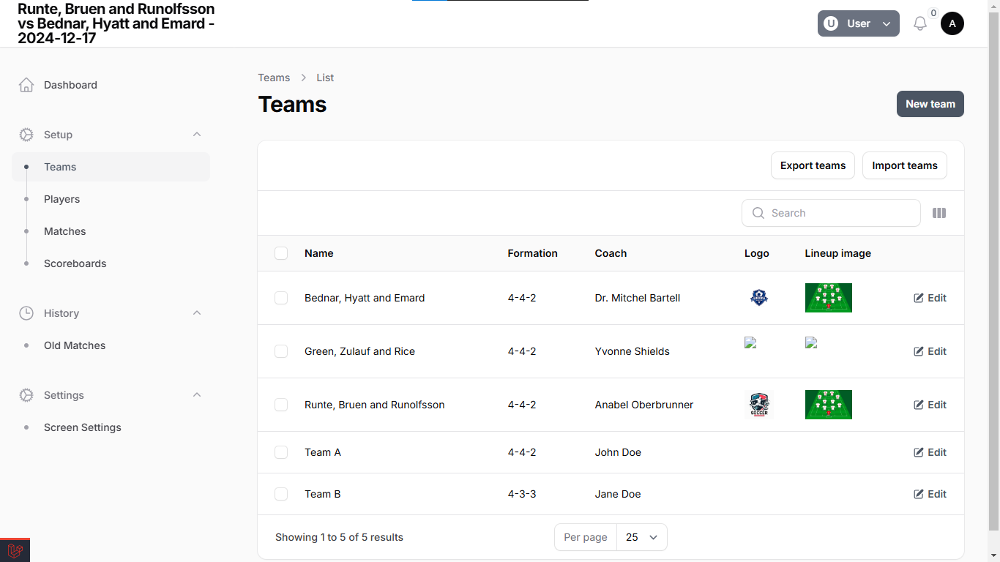 Runte, Bruen and Runolfsson
vs Bednar, Hyatt and Emard -
2024-12-17
U User
0
A
Dashboard
Setup
Teams
Players
Matches
Scoreboards
History
Old Matches
Settings
Screen Settings
Teams > List
Teams
New team
Export teams Import teams
Search
Name Formation Coach Logo Lineup image
Bednar, Hyatt and Emard 4-4-2 Dr. Mitchel Bartell Edit
Green, Zulauf and Rice 4-4-2 Yvonne Shields Edit
Runte, Bruen and Runolfsson 4-4-2 Anabel Oberbrunner SOCCER Edit
Team A 4-4-2 John Doe Edit
Team B 4-3-3 Jane Doe Edit
Showing 1 to 5 of 5 results Per page 25